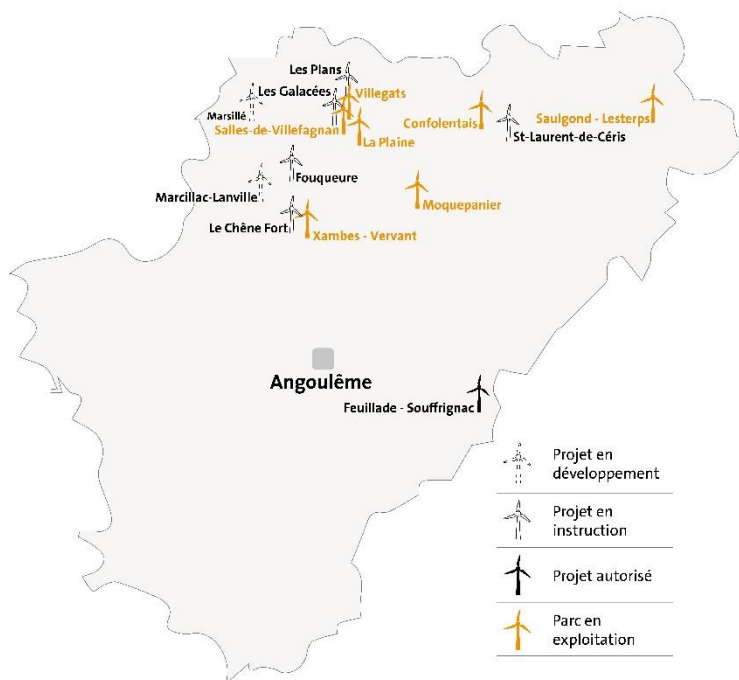 Les Plans
Les Galacées
Villegats
Marsillé
Salles-de-Villefagnan
La Plaine
Confolentais
St-Laurent-de-Céris
Saulgond - Lesterps
Fouqueure
Marcillac-Lanville
Moquepanier
Le Chêne Fort
Xambes - Vervant
Angoulême
Feuillade - Souffrignac
Projet en
développement
Projet en
instruction
Projet autorisé
Parc en
exploitation